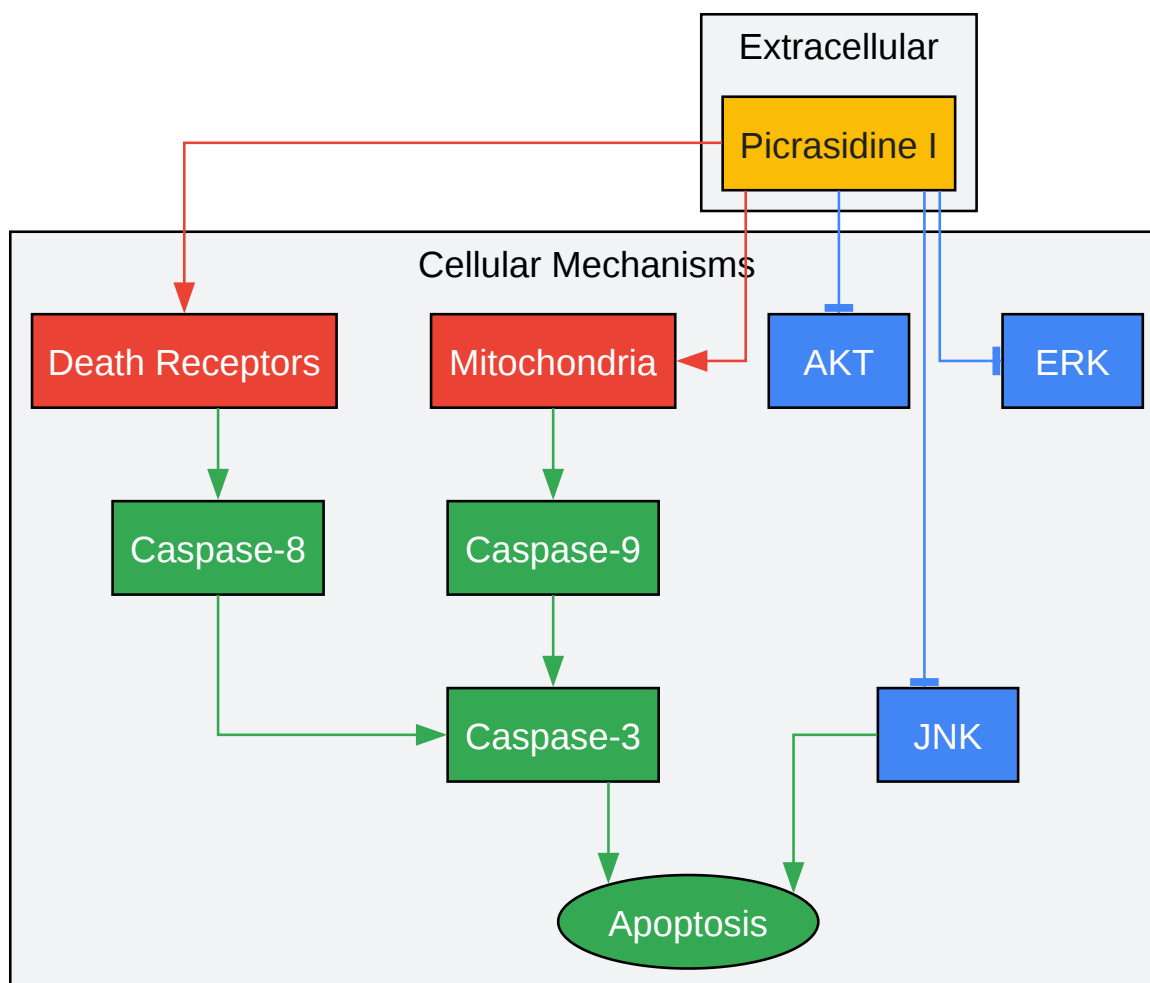 Extracellular
Picrasidine I
Cellular Mechanisms
Death Receptors
Mitochondria
AKT
ERK
Caspase-8
Caspase-9
Caspase-3
JNK
Apoptosis